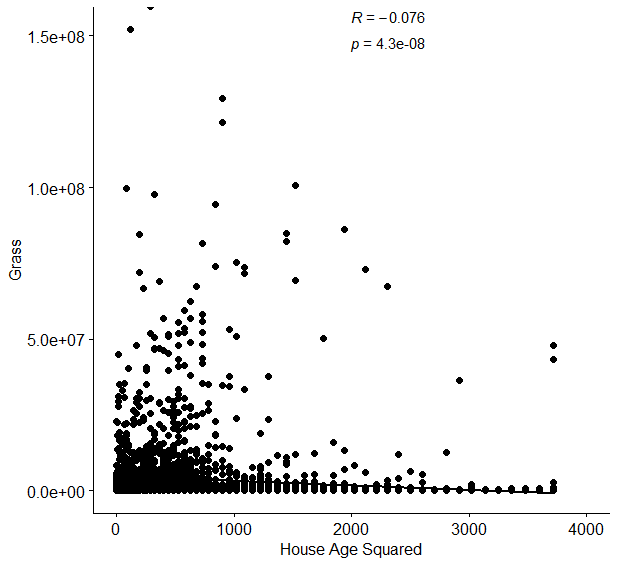 R = −0.076
p = 4.3e-08
1.5e+08
1.0e+08
5.0e+07
0.0e+00
Grass
0 1000 2000 3000 4000
House Age Squared